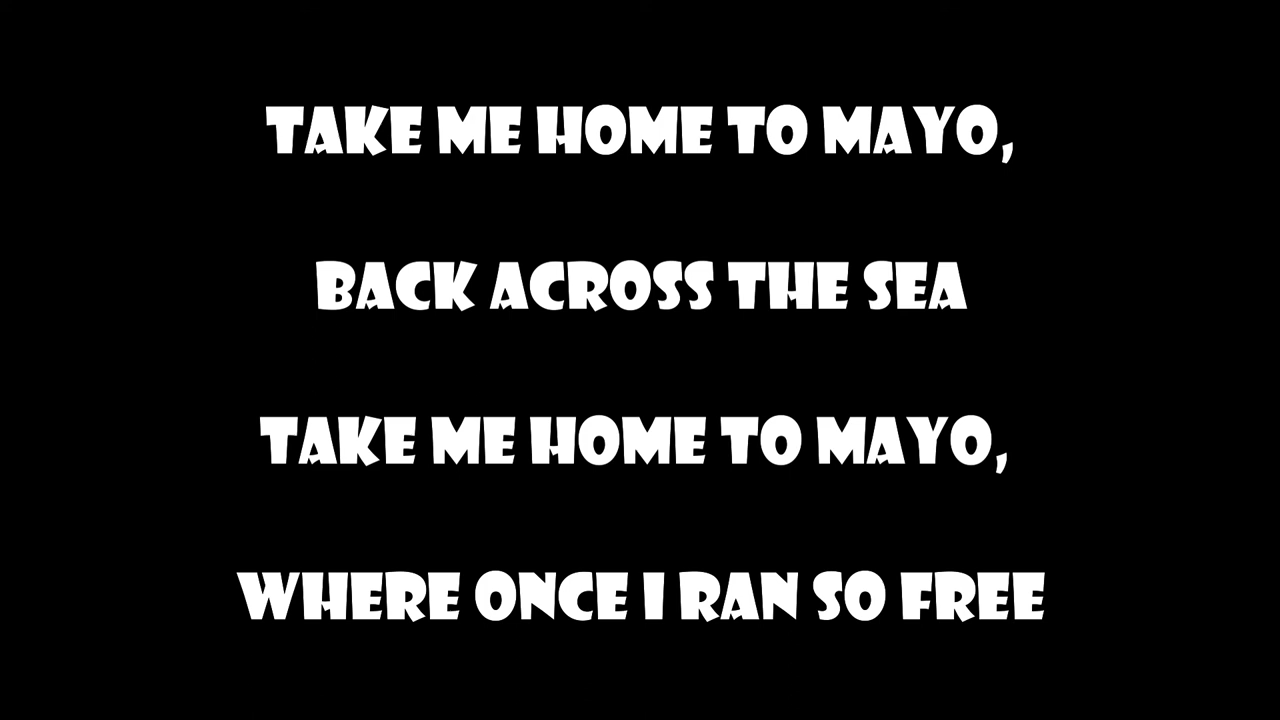 TAKE ME HOME TO MAYO,
BACK ACROSS THE SEA
TAKE ME HOME TO MAYO,
WHERE ONCE I RAN SO FREE